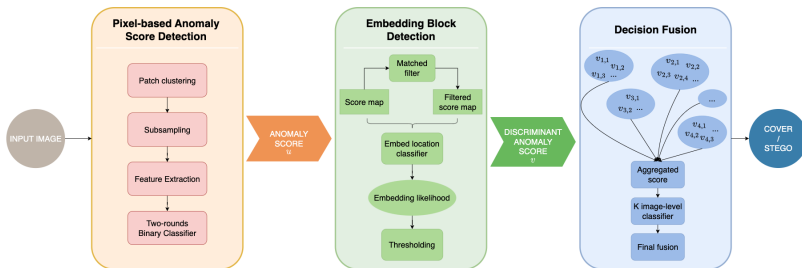 Pixel-based Anomaly
Score Detection
Embedding Block
Detection
Decision Fusion
INPUT IMAGE
Patch clustering
Subsampling
Feature Extraction
Two-rounds
Binary Classifier
ANOMALY
SCORE
u
Matched
filter
Score map
Filtered
score map
Embed location
classifier
Embedding likelihood
Thresholding
DISCRIMINANT
ANOMALY
SCORE
v
v1,1
v1,2
v1,3 ...
v2,1 v2,2
v2,3 v2,4 ...
v3,1 ...
v3,2 ...
...
v4,1 ...
v4,2 v4,3
Aggregated
score
K image-level
classifier
Final fusion
COVER
/
STEGO